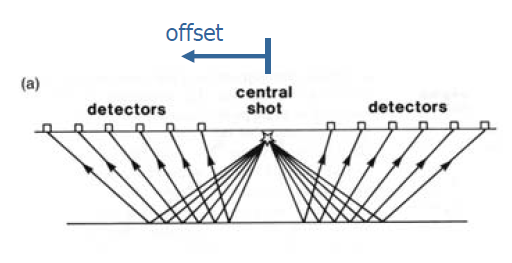 offset
(a)
central
shot
detectors
detectors